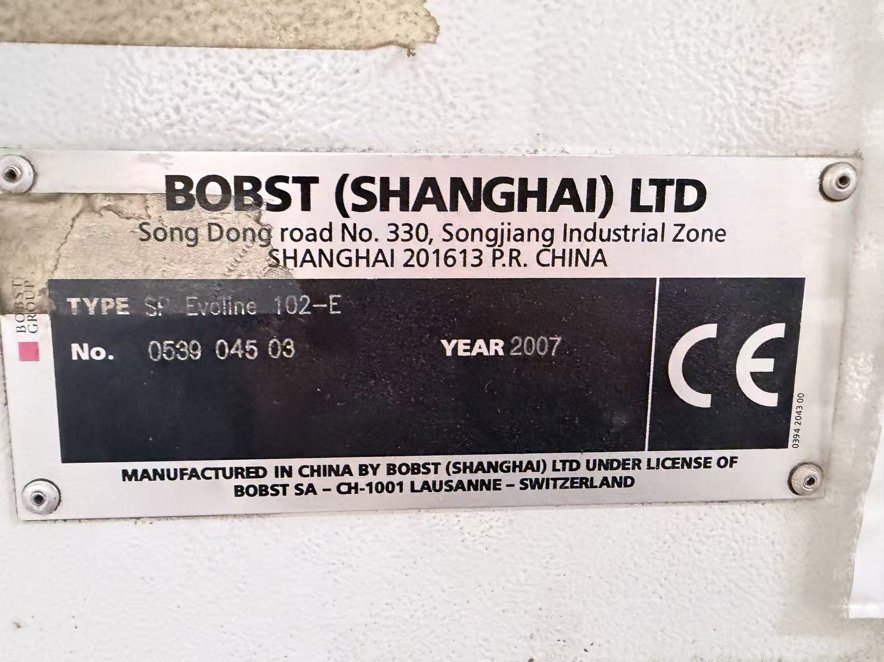 BOBST (SHANGHAI) LTD
Song Dong road No. 330, Songjiang Industrial Zone
SHANGHAI 201613 P.R. CHINA
BOBST
GROUP
TYPE SP Evoline 102-E
No. 0539 045 03 YEAR 2007
CE
0394 2043 00
MANUFACTURED IN CHINA BY BOBST (SHANGHAI) LTD UNDER LICENSE OF
BOBST SA – CH-1001 LAUSANNE – SWITZERLAND